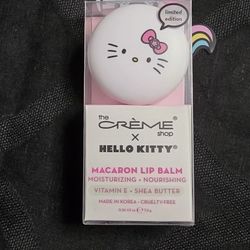 limited
edition
the
CRÈME
shop
x
HELLO KITTY
MACARON LIP BALM
MOISTURIZING • NOURISHING
VITAMIN E • SHEA BUTTER
MADE IN KOREA • CRUELTY-FREE